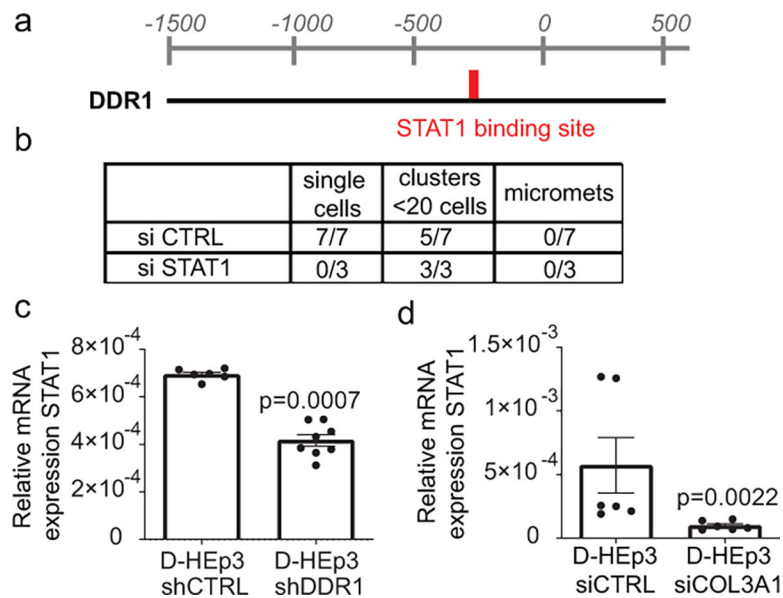 a
-1500 -1000 -500 0 500
DDR1
STAT1 binding site
b
single cells clusters <20 cells micromets
si CTRL 7/7 5/7 0/7
si STAT1 0/3 3/3 0/3
c
Relative mRNA
expression STAT1
8×10-4
6×10-4
4×10-4
2×10-4
0
p=0.0007
D-HEp3 D-HEp3
shCTRL shDDR1
d
Relative mRNA
expression STAT1
1.5×10-3
1×10-3
5×10-4
0
p=0.0022
D-HEp3 D-HEp3
siCTRL siCOL3A1